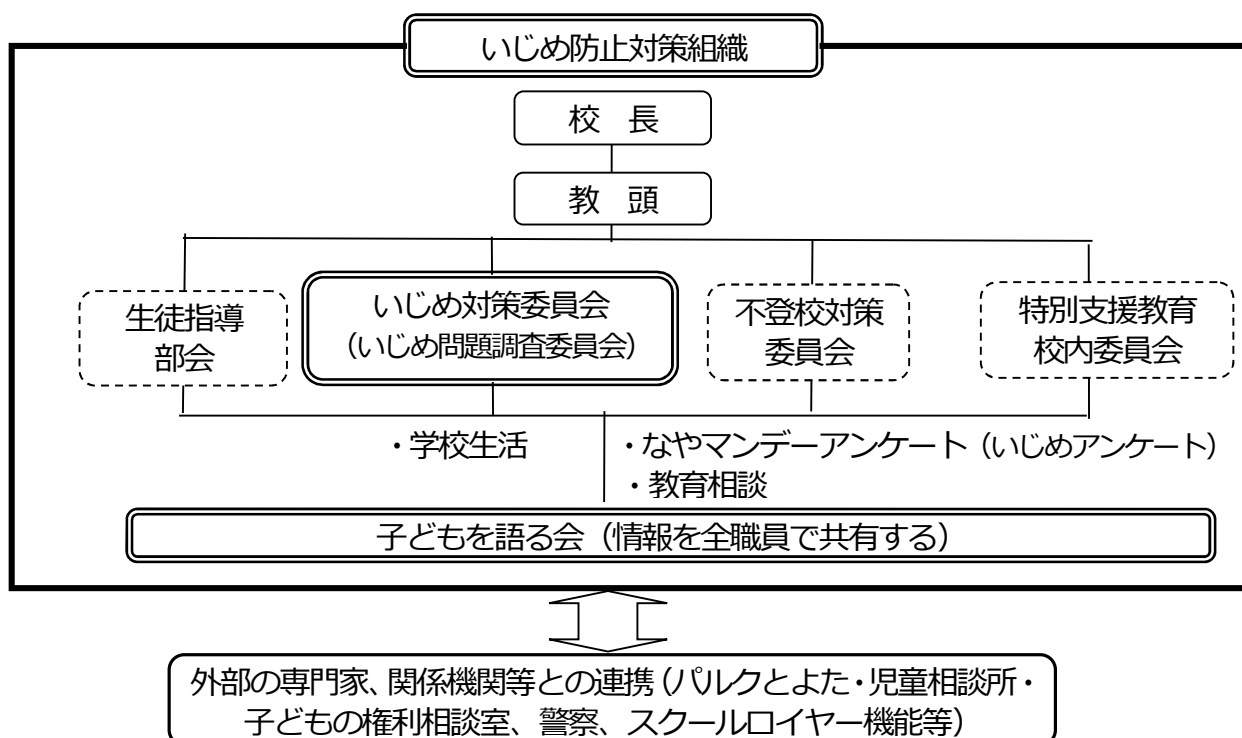 いじめ防止対策組織
校　長
教　頭
生徒指導
部会
いじめ対策委員会
（いじめ問題調査委員会）
不登校対策
委員会
特別支援教育
校内委員会
・学校生活
・なやマンデーアンケート（いじめアンケート）
・教育相談
子どもを語る会（情報を全職員で共有する）
外部の専門家、関係機関等との連携（パルクとよた・児童相談所・
子どもの権利相談室、警察、スクールロイヤー機能等）